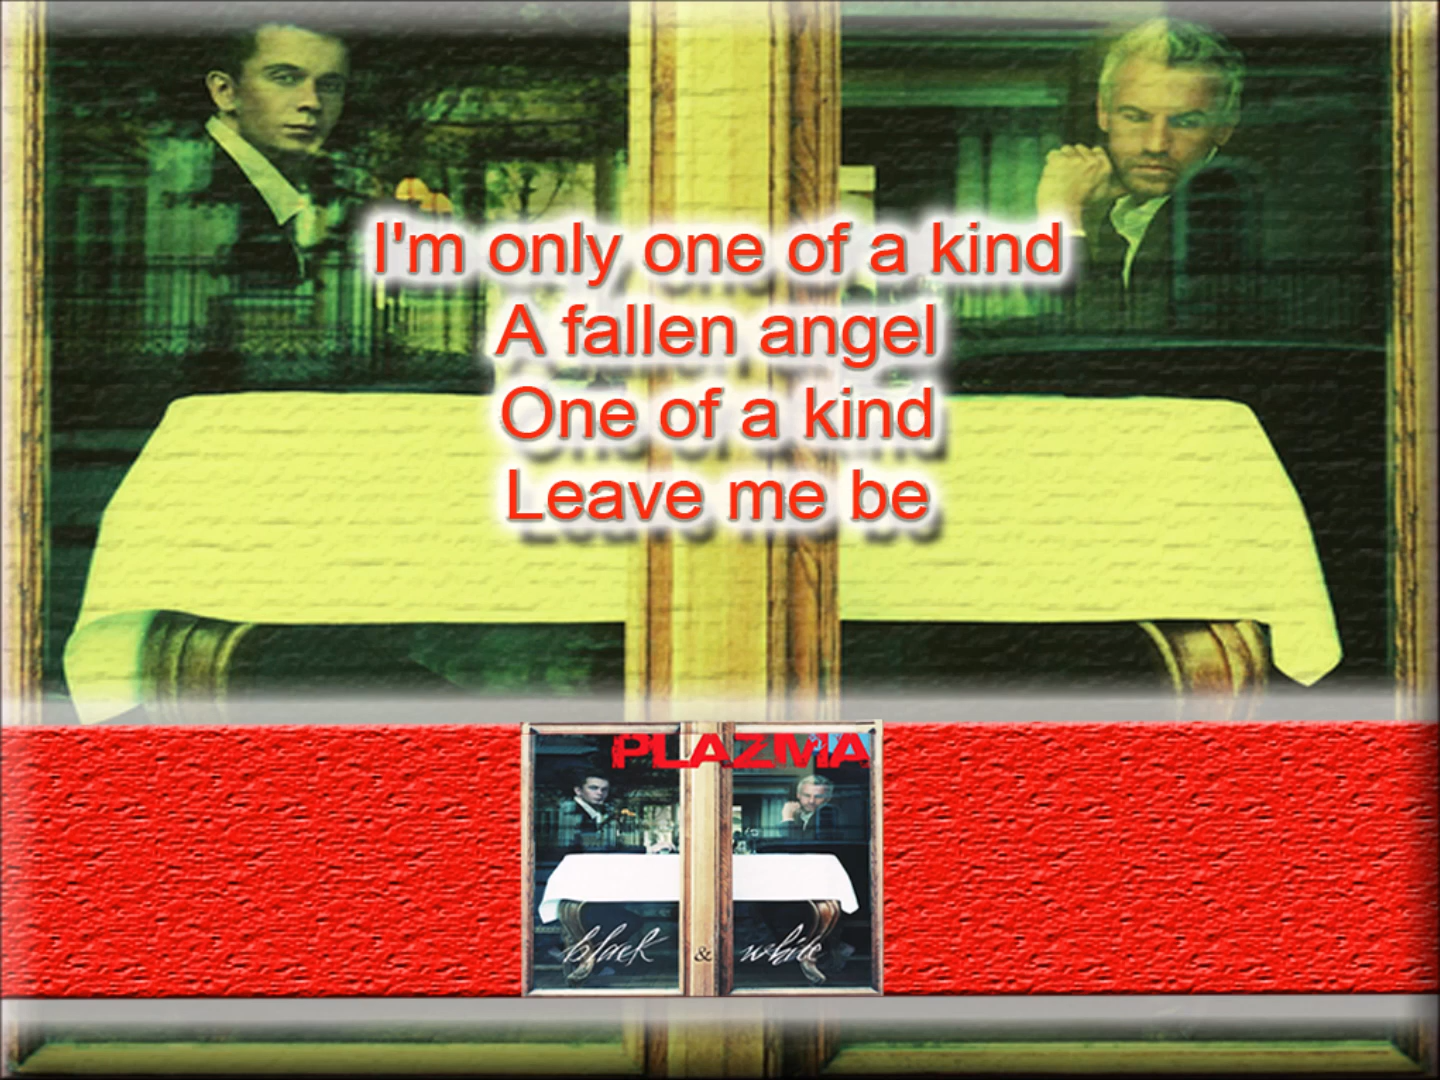 I'm only one of a kind
A fallen angel
One of a kind
Leave me be
PLAZMA
black & white